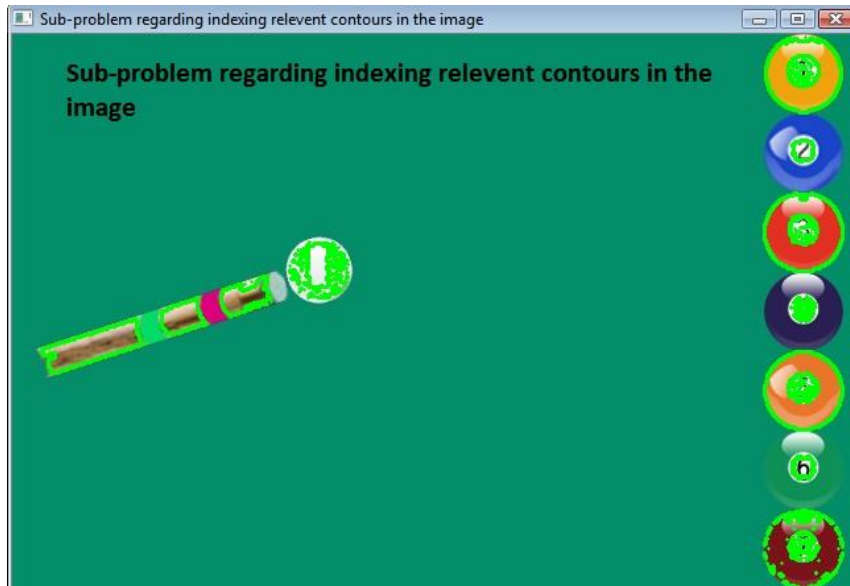 Sub-problem regarding indexing relevent contours in the image
Sub-problem regarding indexing relevent contours in the
image
2
6